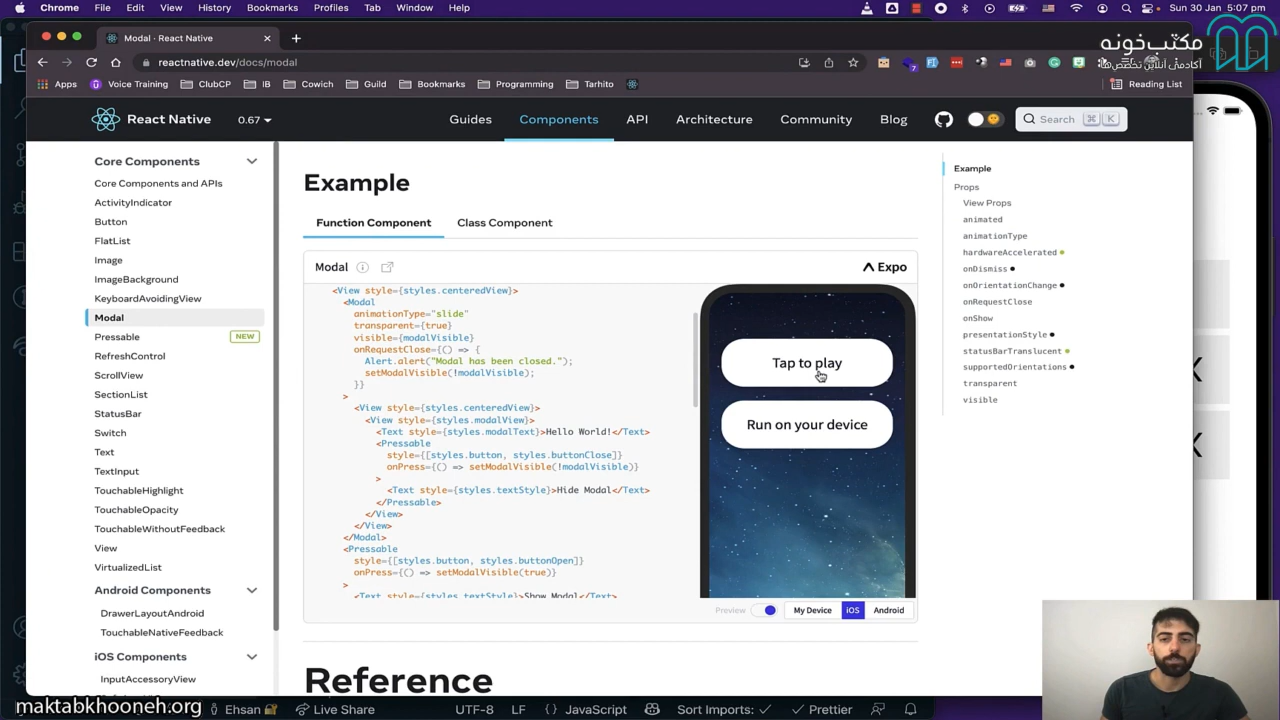 Chrome File Edit View History Bookmarks Profiles Tab Window Help Sun 30 Jan 5:07 pm
Modal · React Native
reactnative.dev/docs/modal
Apps Voice Training ClubCP IB Cowich Guild Bookmarks Programming Tarhito Reading List
مکتب‌خونه
React Native 0.67 Guides Components API Architecture Community Blog Search ⌘ K
Core Components
Core Components and APIs
ActivityIndicator
Button
FlatList
Image
ImageBackground
KeyboardAvoidingView
Modal
Pressable NEW
RefreshControl
ScrollView
SectionList
StatusBar
Switch
Text
TextInput
TouchableHighlight
TouchableOpacity
TouchableWithoutFeedback
View
VirtualizedList
Android Components
DrawerLayoutAndroid
TouchableNativeFeedback
iOS Components
InputAccessoryView
Example
Function Component Class Component
Modal Expo
<View style={styles.centeredView}>
<Modal
animationType="slide"
transparent={true}
visible={modalVisible}
onRequestClose={() => {
Alert.alert("Modal has been closed.");
setModalVisible(!modalVisible);
}}
>
<View style={styles.centeredView}>
<View style={styles.modalView}>
<Text style={styles.modalText}>Hello World!</Text>
<Pressable
style={[styles.button, styles.buttonClose]}
onPress={() => setModalVisible(!modalVisible)}
>
<Text style={styles.textStyle}>Hide Modal</Text>
</Pressable>
</View>
</View>
</Modal>
<Pressable
style={[styles.button, styles.buttonOpen]}
onPress={() => setModalVisible(true)}
>
<Text style={styles.textStyle}>Show Modal</Text>
Tap to play
Run on your device
Preview My Device iOS Android
Reference
Example
Props
View Props
animated
animationType
hardwareAccelerated
onDismiss
onOrientationChange
onRequestClose
onShow
presentationStyle
statusBarTranslucent
supportedOrientations
transparent
visible
maktabkhooneh.org
Ehsan Live Share UTF-8 LF {} JavaScript Sort Imports: ✓ ✓ Prettier